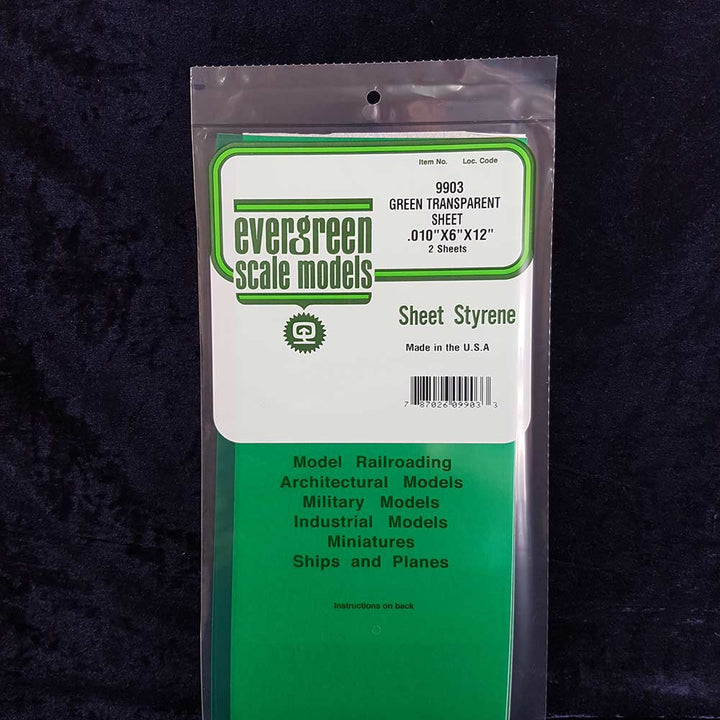 Item No. Loc. Code
9903
GREEN TRANSPARENT
SHEET
.010"X6"X12"
2 Sheets
evergreen
scale models
Sheet Styrene
Made in the U.S.A
7 87026 09903 3
Model Railroading
Architectural Models
Military Models
Industrial Models
Miniatures
Ships and Planes
Instructions on back